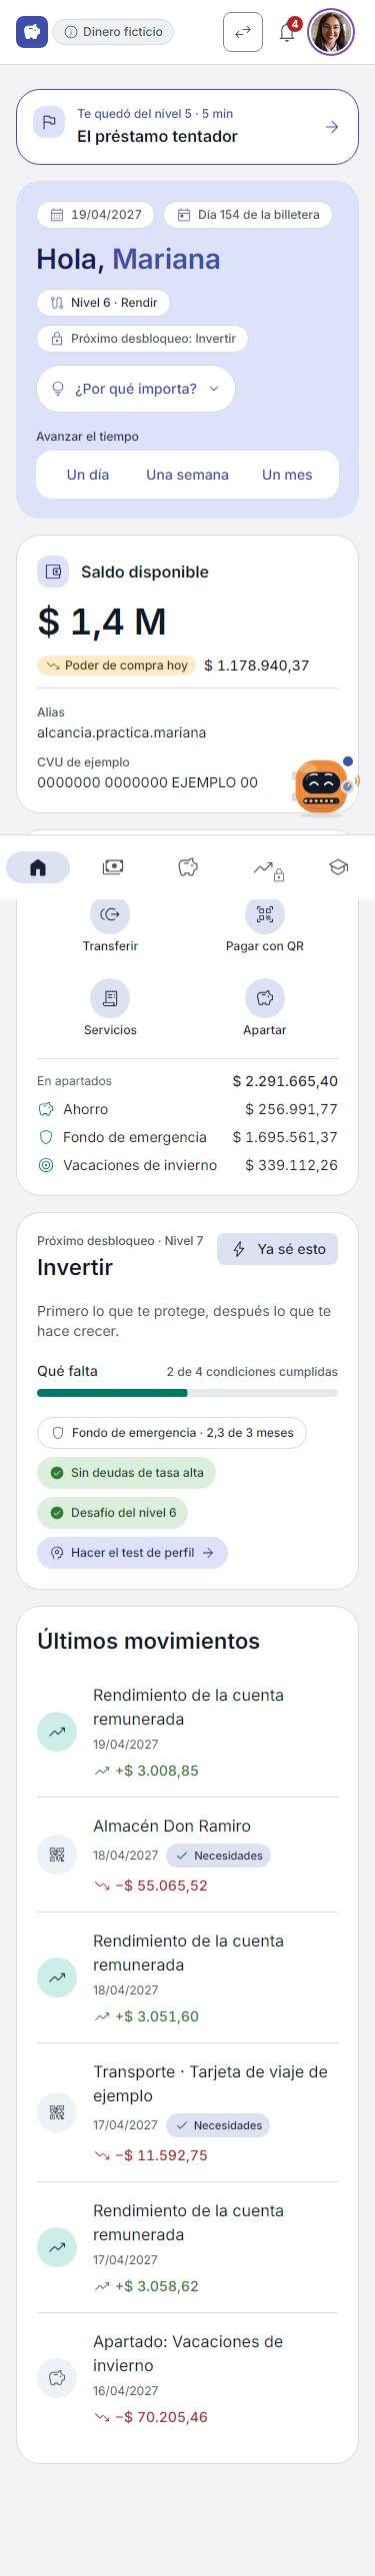 Dinero ficticio
4
Te quedó del nivel 5 · 5 min
El préstamo tentador
19/04/2027
Día 154 de la billetera
Hola, Mariana
Nivel 6 · Rendir
Próximo desbloqueo: Invertir
¿Por qué importa?
Avanzar el tiempo
Un día
Una semana
Un mes
Saldo disponible
$ 1,4 M
Poder de compra hoy
$ 1.178.940,37
Alias
alcancia.practica.mariana
CVU de ejemplo
0000000 0000000 EJEMPLO 00
Transferir
Pagar con QR
Servicios
Apartar
En apartados
$ 2.291.665,40
Ahorro
$ 256.991,77
Fondo de emergencia
$ 1.695.561,37
Vacaciones de invierno
$ 339.112,26
Próximo desbloqueo · Nivel 7
Invertir
Ya sé esto
Primero lo que te protege, después lo que te
hace crecer.
Qué falta
2 de 4 condiciones cumplidas
Fondo de emergencia · 2,3 de 3 meses
Sin deudas de tasa alta
Desafío del nivel 6
Hacer el test de perfil
Últimos movimientos
Rendimiento de la cuenta
remunerada
19/04/2027
+$ 3.008,85
Almacén Don Ramiro
18/04/2027
Necesidades
−$ 55.065,52
Rendimiento de la cuenta
remunerada
18/04/2027
+$ 3.051,60
Transporte · Tarjeta de viaje de
ejemplo
17/04/2027
Necesidades
−$ 11.592,75
Rendimiento de la cuenta
remunerada
17/04/2027
+$ 3.058,62
Apartado: Vacaciones de
invierno
16/04/2027
−$ 70.205,46